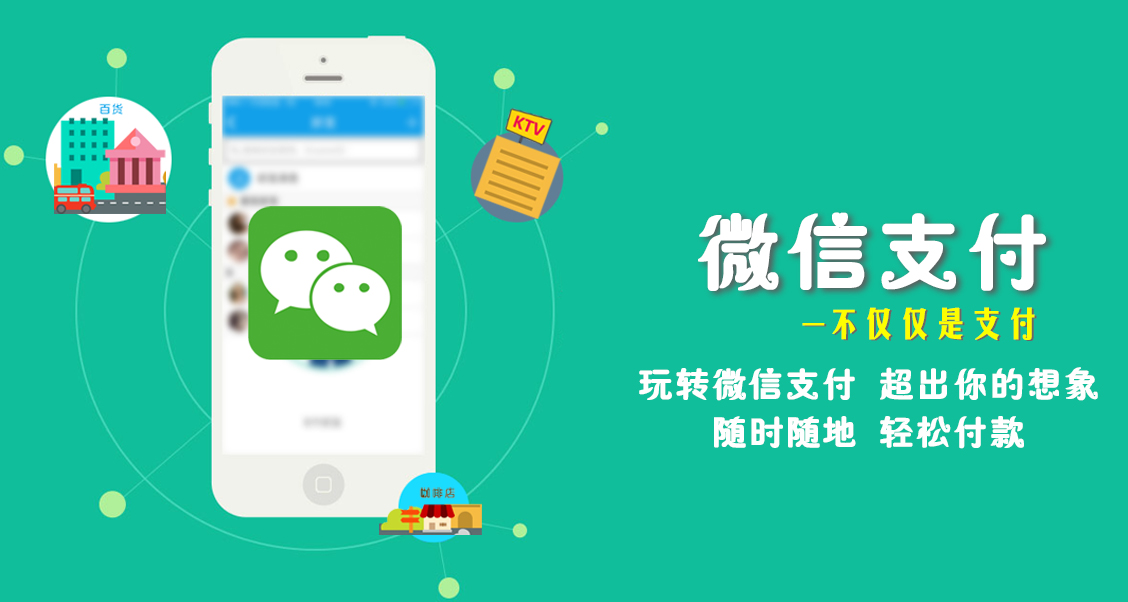 百货
KTV
微信支付
—不仅仅是支付
玩转微信支付 超出你的想象
随时随地 轻松付款
咖啡店